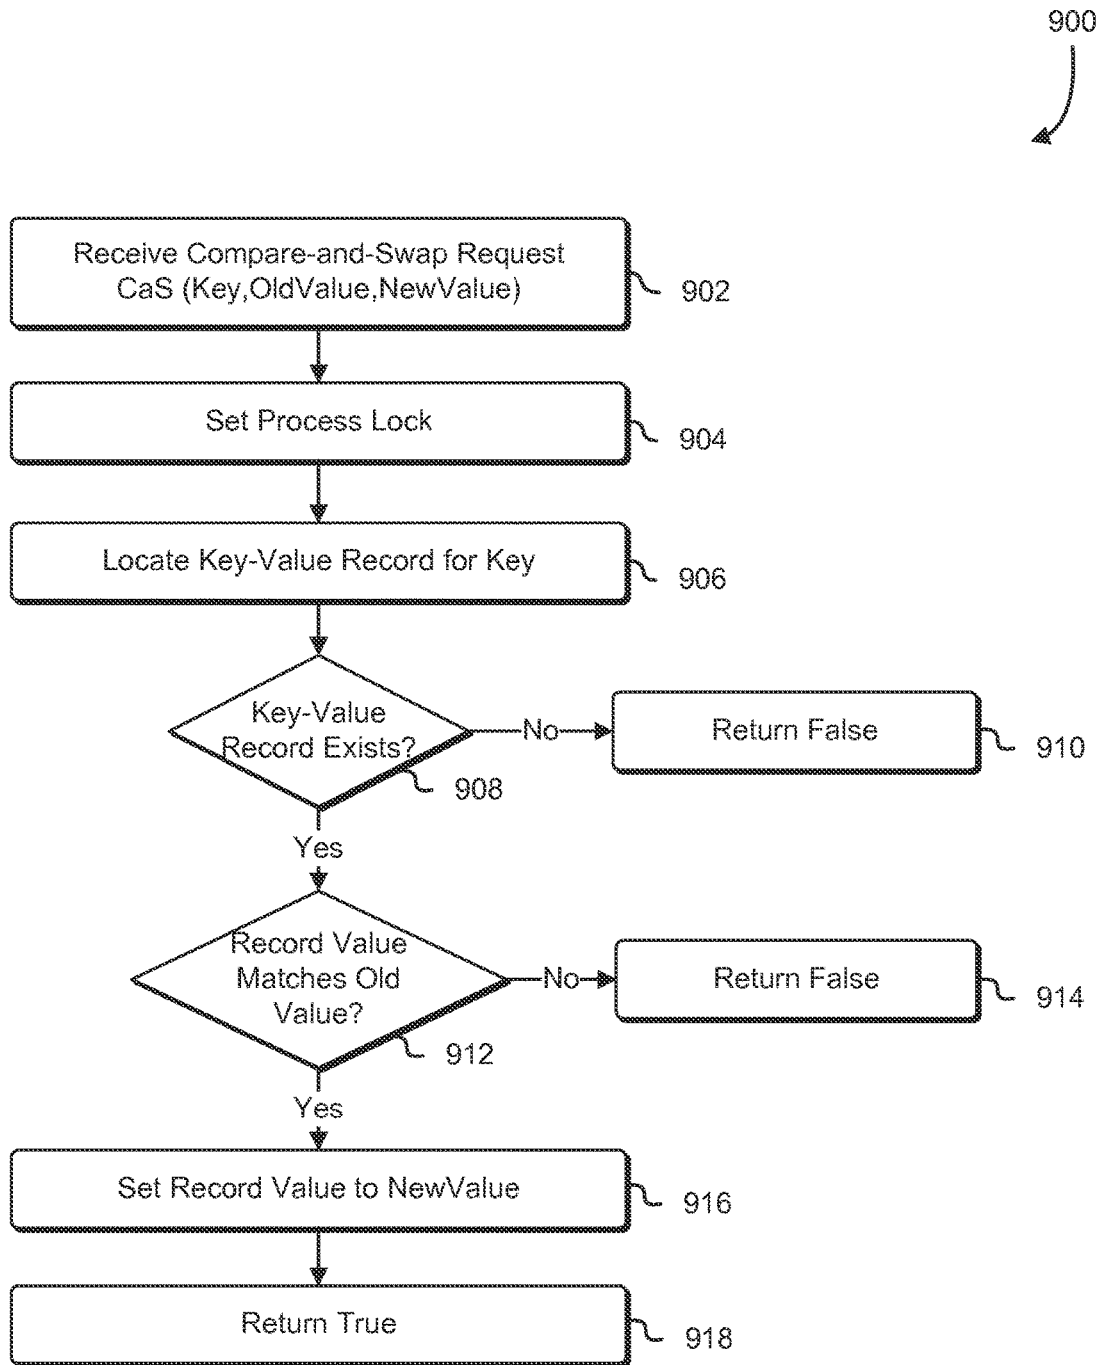 900
Receive Compare-and-Swap Request
CaS (Key,OldValue,NewValue)
902
Set Process Lock
904
Locate Key-Value Record for Key
906
Key-Value
Record Exists?
908
No
Return False
910
Yes
Record Value
Matches Old
Value?
912
No
Return False
914
Yes
Set Record Value to NewValue
916
Return True
918